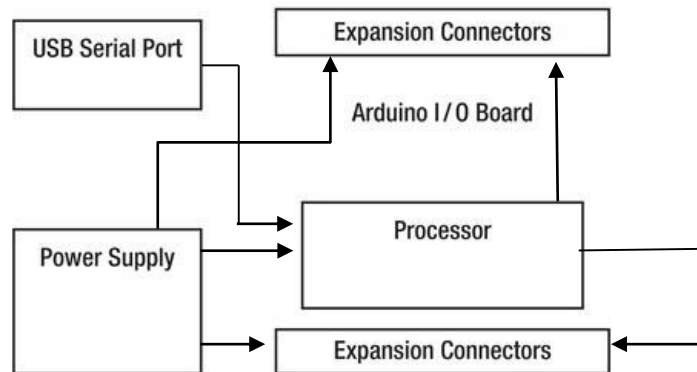 Expansion Connectors
USB Serial Port
Arduino I/O Board
Processor
Power Supply
Expansion Connectors